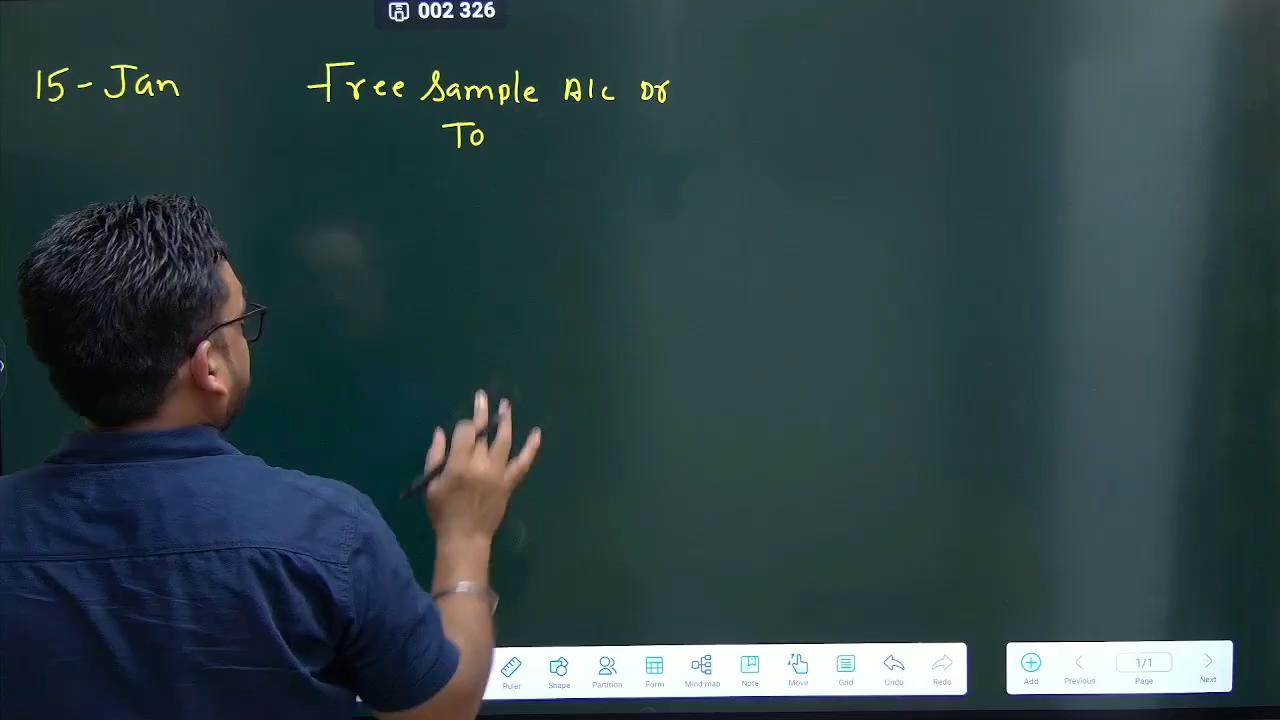 002 326
15-Jan Free Sample A/c Dr
To
Ruler Shape Partition Form Mind map Note Move Grid Undo Redo
Add Previous 1/1 Page Next